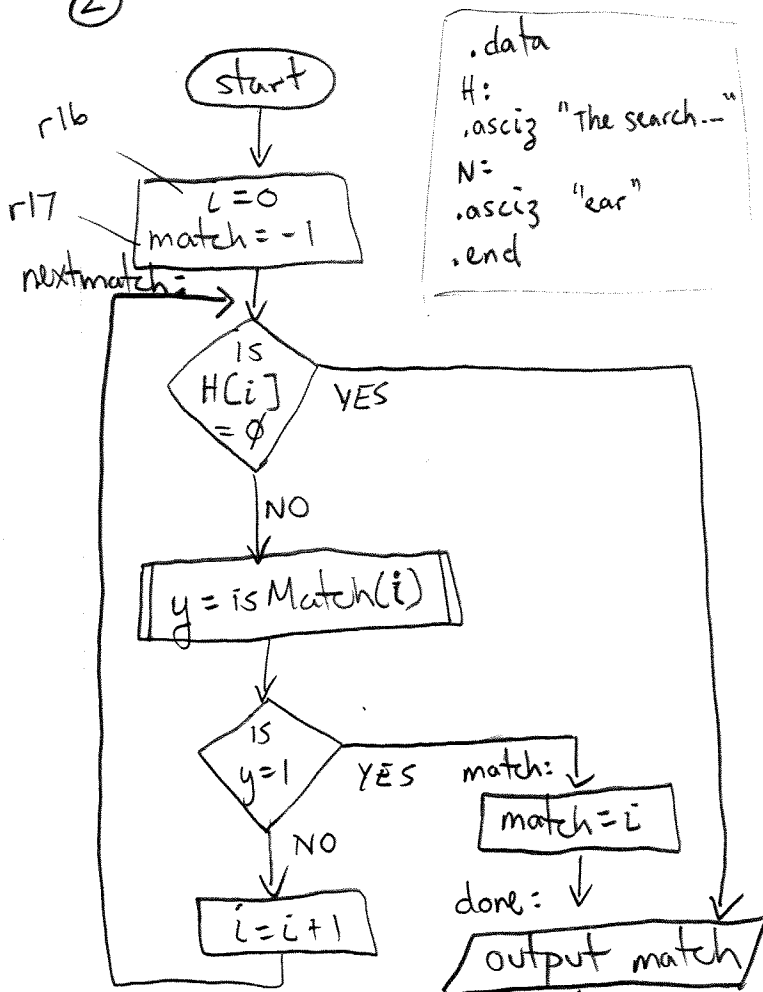 2
start
r16
i=0
r17
match=-1
nextmatch:
is
H[i]
=0
YES
NO
y=isMatch(i)
is
y=1
YES
NO
i=i+1
match:
match=i
done:
output match
.data
H:
.asciz "The search..."
N:
.asciz "ear"
.end